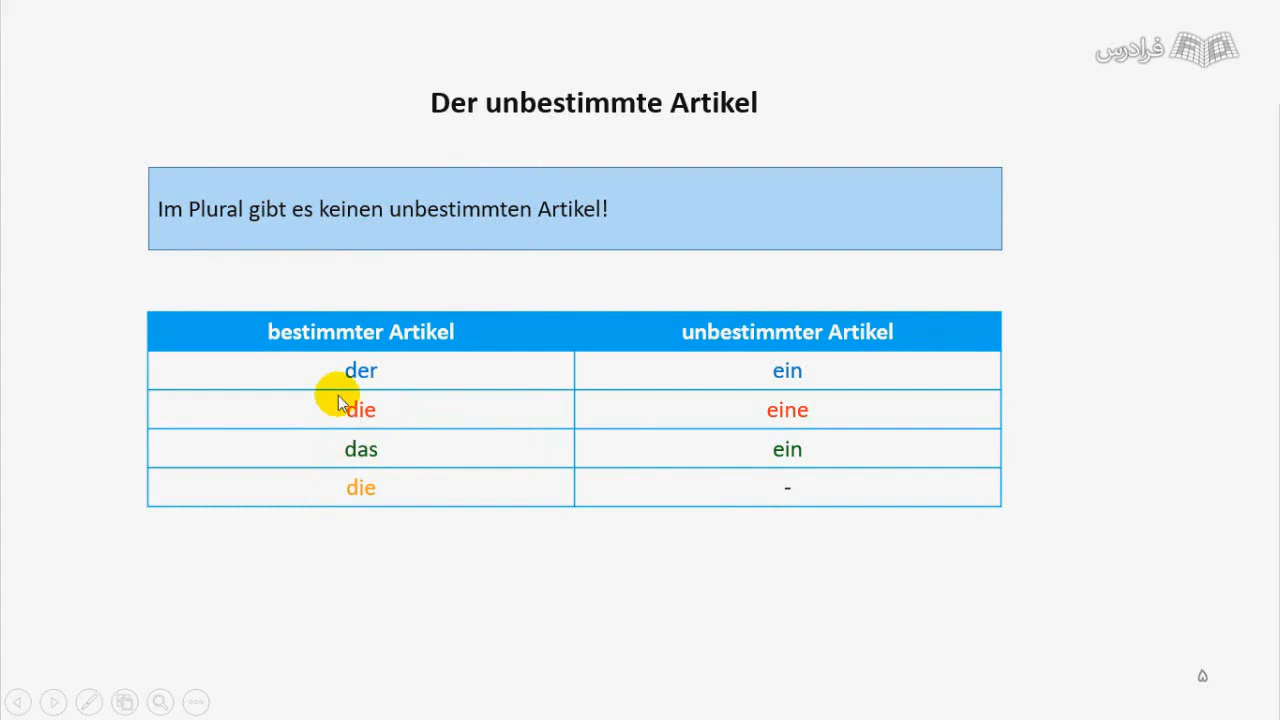 فرادرس
Der unbestimmte Artikel
Im Plural gibt es keinen unbestimmten Artikel!
bestimmter Artikel unbestimmter Artikel
der ein
die eine
das ein
die -
۵